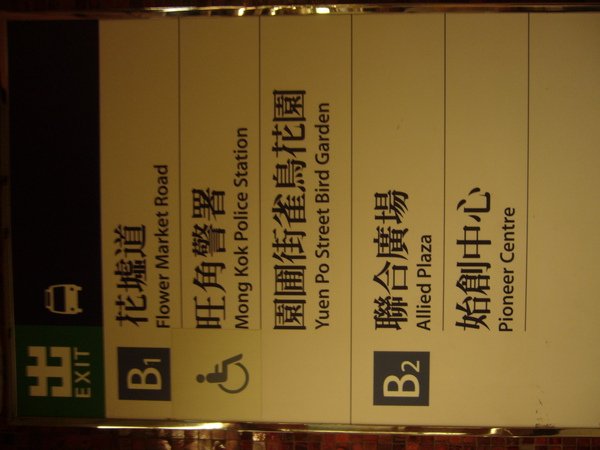 出
EXIT
B1
花墟道
Flower Market Road
旺角警署
Mong Kok Police Station
園圃街雀鳥花園
Yuen Po Street Bird Garden
B2
聯合廣場
Allied Plaza
始創中心
Pioneer Centre